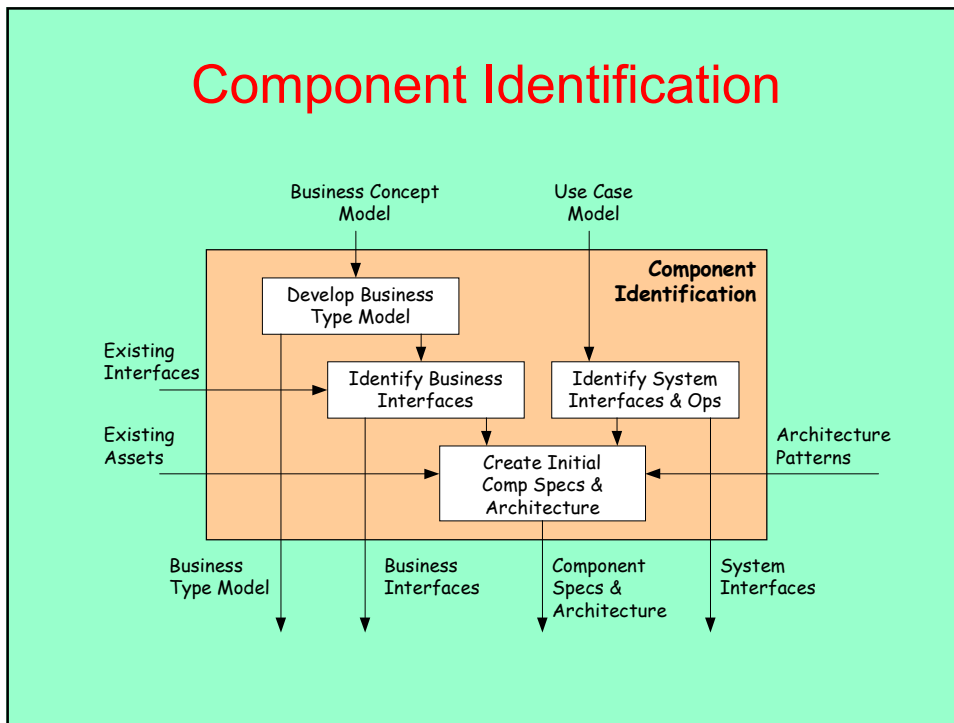 Component Identification
Business Concept
Model
Use Case
Model
Component
Identification
Develop Business
Type Model
Existing
Interfaces
Identify Business
Interfaces
Identify System
Interfaces & Ops
Existing
Assets
Architecture
Patterns
Create Initial
Comp Specs &
Architecture
Business
Type Model
Business
Interfaces
Component
Specs &
Architecture
System
Interfaces